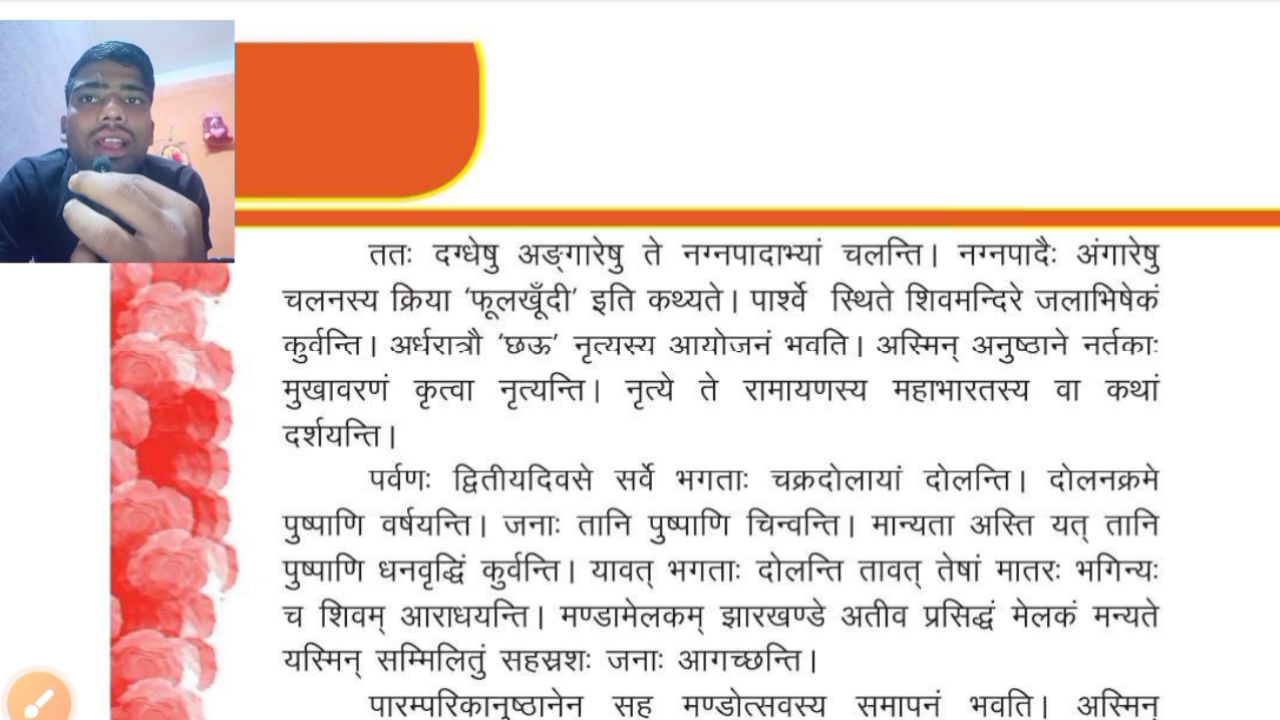 ततः दग्धेषु अङ्गारेषु ते नग्नपादाभ्यां चलन्ति। नग्नपादैः अंगारेषु
चलनस्य क्रिया ‘फूलखूँदी’ इति कथ्यते। पार्श्वे स्थिते शिवमन्दिरे जलाभिषेकं
कुर्वन्ति। अर्धरात्रौ ‘छऊ’ नृत्यस्य आयोजनं भवति। अस्मिन् अनुष्ठाने नर्तकाः
मुखावरणं कृत्वा नृत्यन्ति। नृत्ये ते रामायणस्य महाभारतस्य वा कथां
दर्शयन्ति।
पर्वणः द्वितीयदिवसे सर्वे भगताः चक्रदोलायां दोलन्ति। दोलनक्रमे
पुष्पाणि वर्षयन्ति। जनाः तानि पुष्पाणि चिन्वन्ति। मान्यता अस्ति यत् तानि
पुष्पाणि धनवृद्धिं कुर्वन्ति। यावत् भगताः दोलन्ति तावत् तेषां मातरः भगिन्यः
च शिवम् आराधयन्ति। मण्डामेलकम् झारखण्डे अतीव प्रसिद्धं मेलकं मन्यते
यस्मिन् सम्मिलितुं सहस्रशः जनाः आगच्छन्ति।
पारम्परिकानुष्ठानेन सह मण्डोत्सवस्य समापनं भवति। अस्मिन्